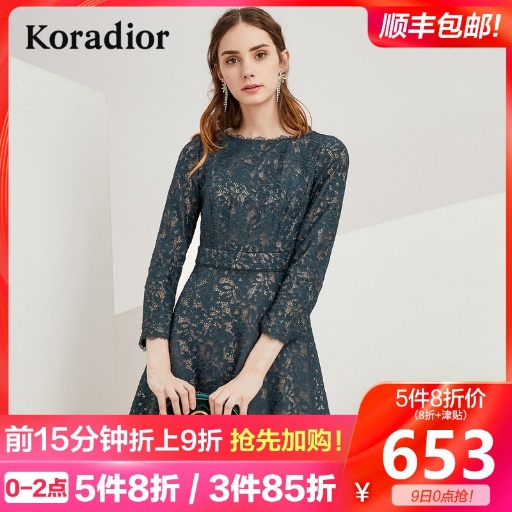 Koradior
顺丰包邮!
5件8折价
(8折+津贴)
¥ 653
9日0点抢!
前15分钟折上9折 抢先加购!
0-2点 5件8折 / 3件85折